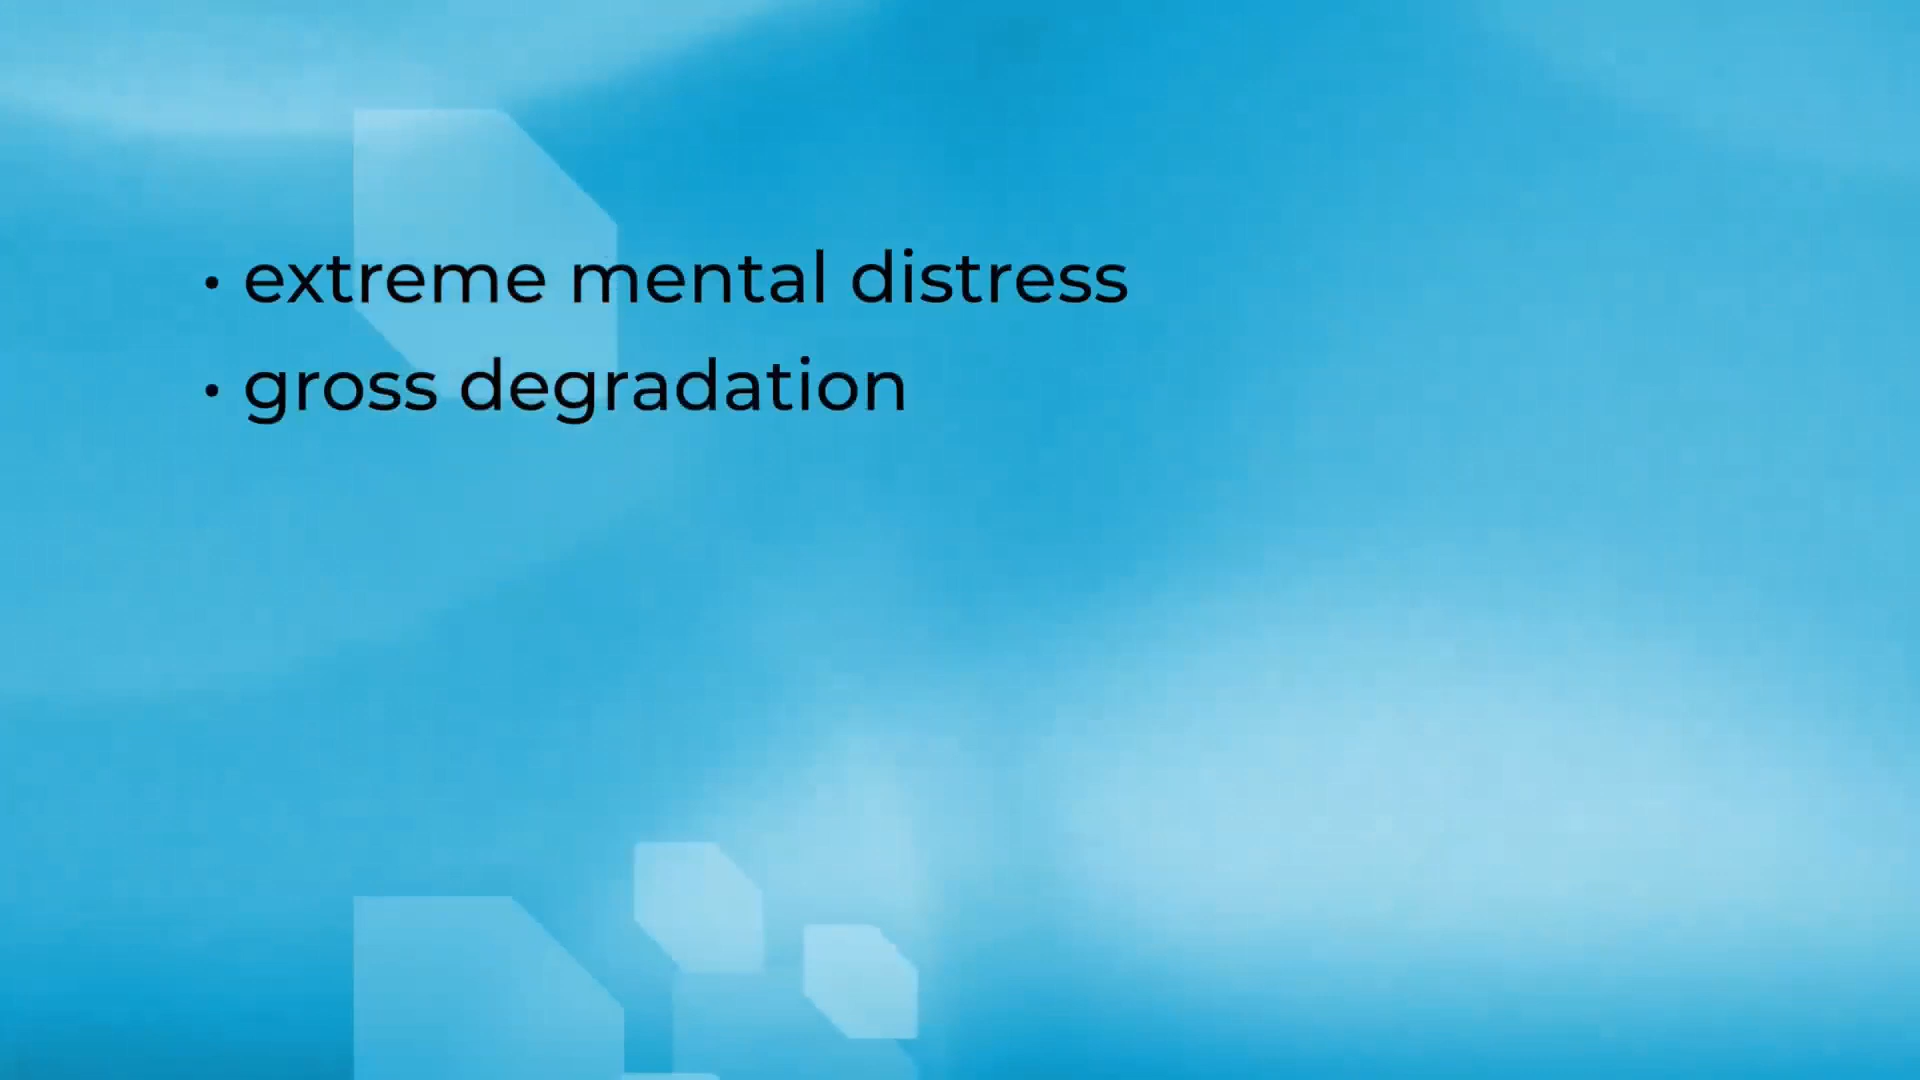 • extreme mental distress
• gross degradation